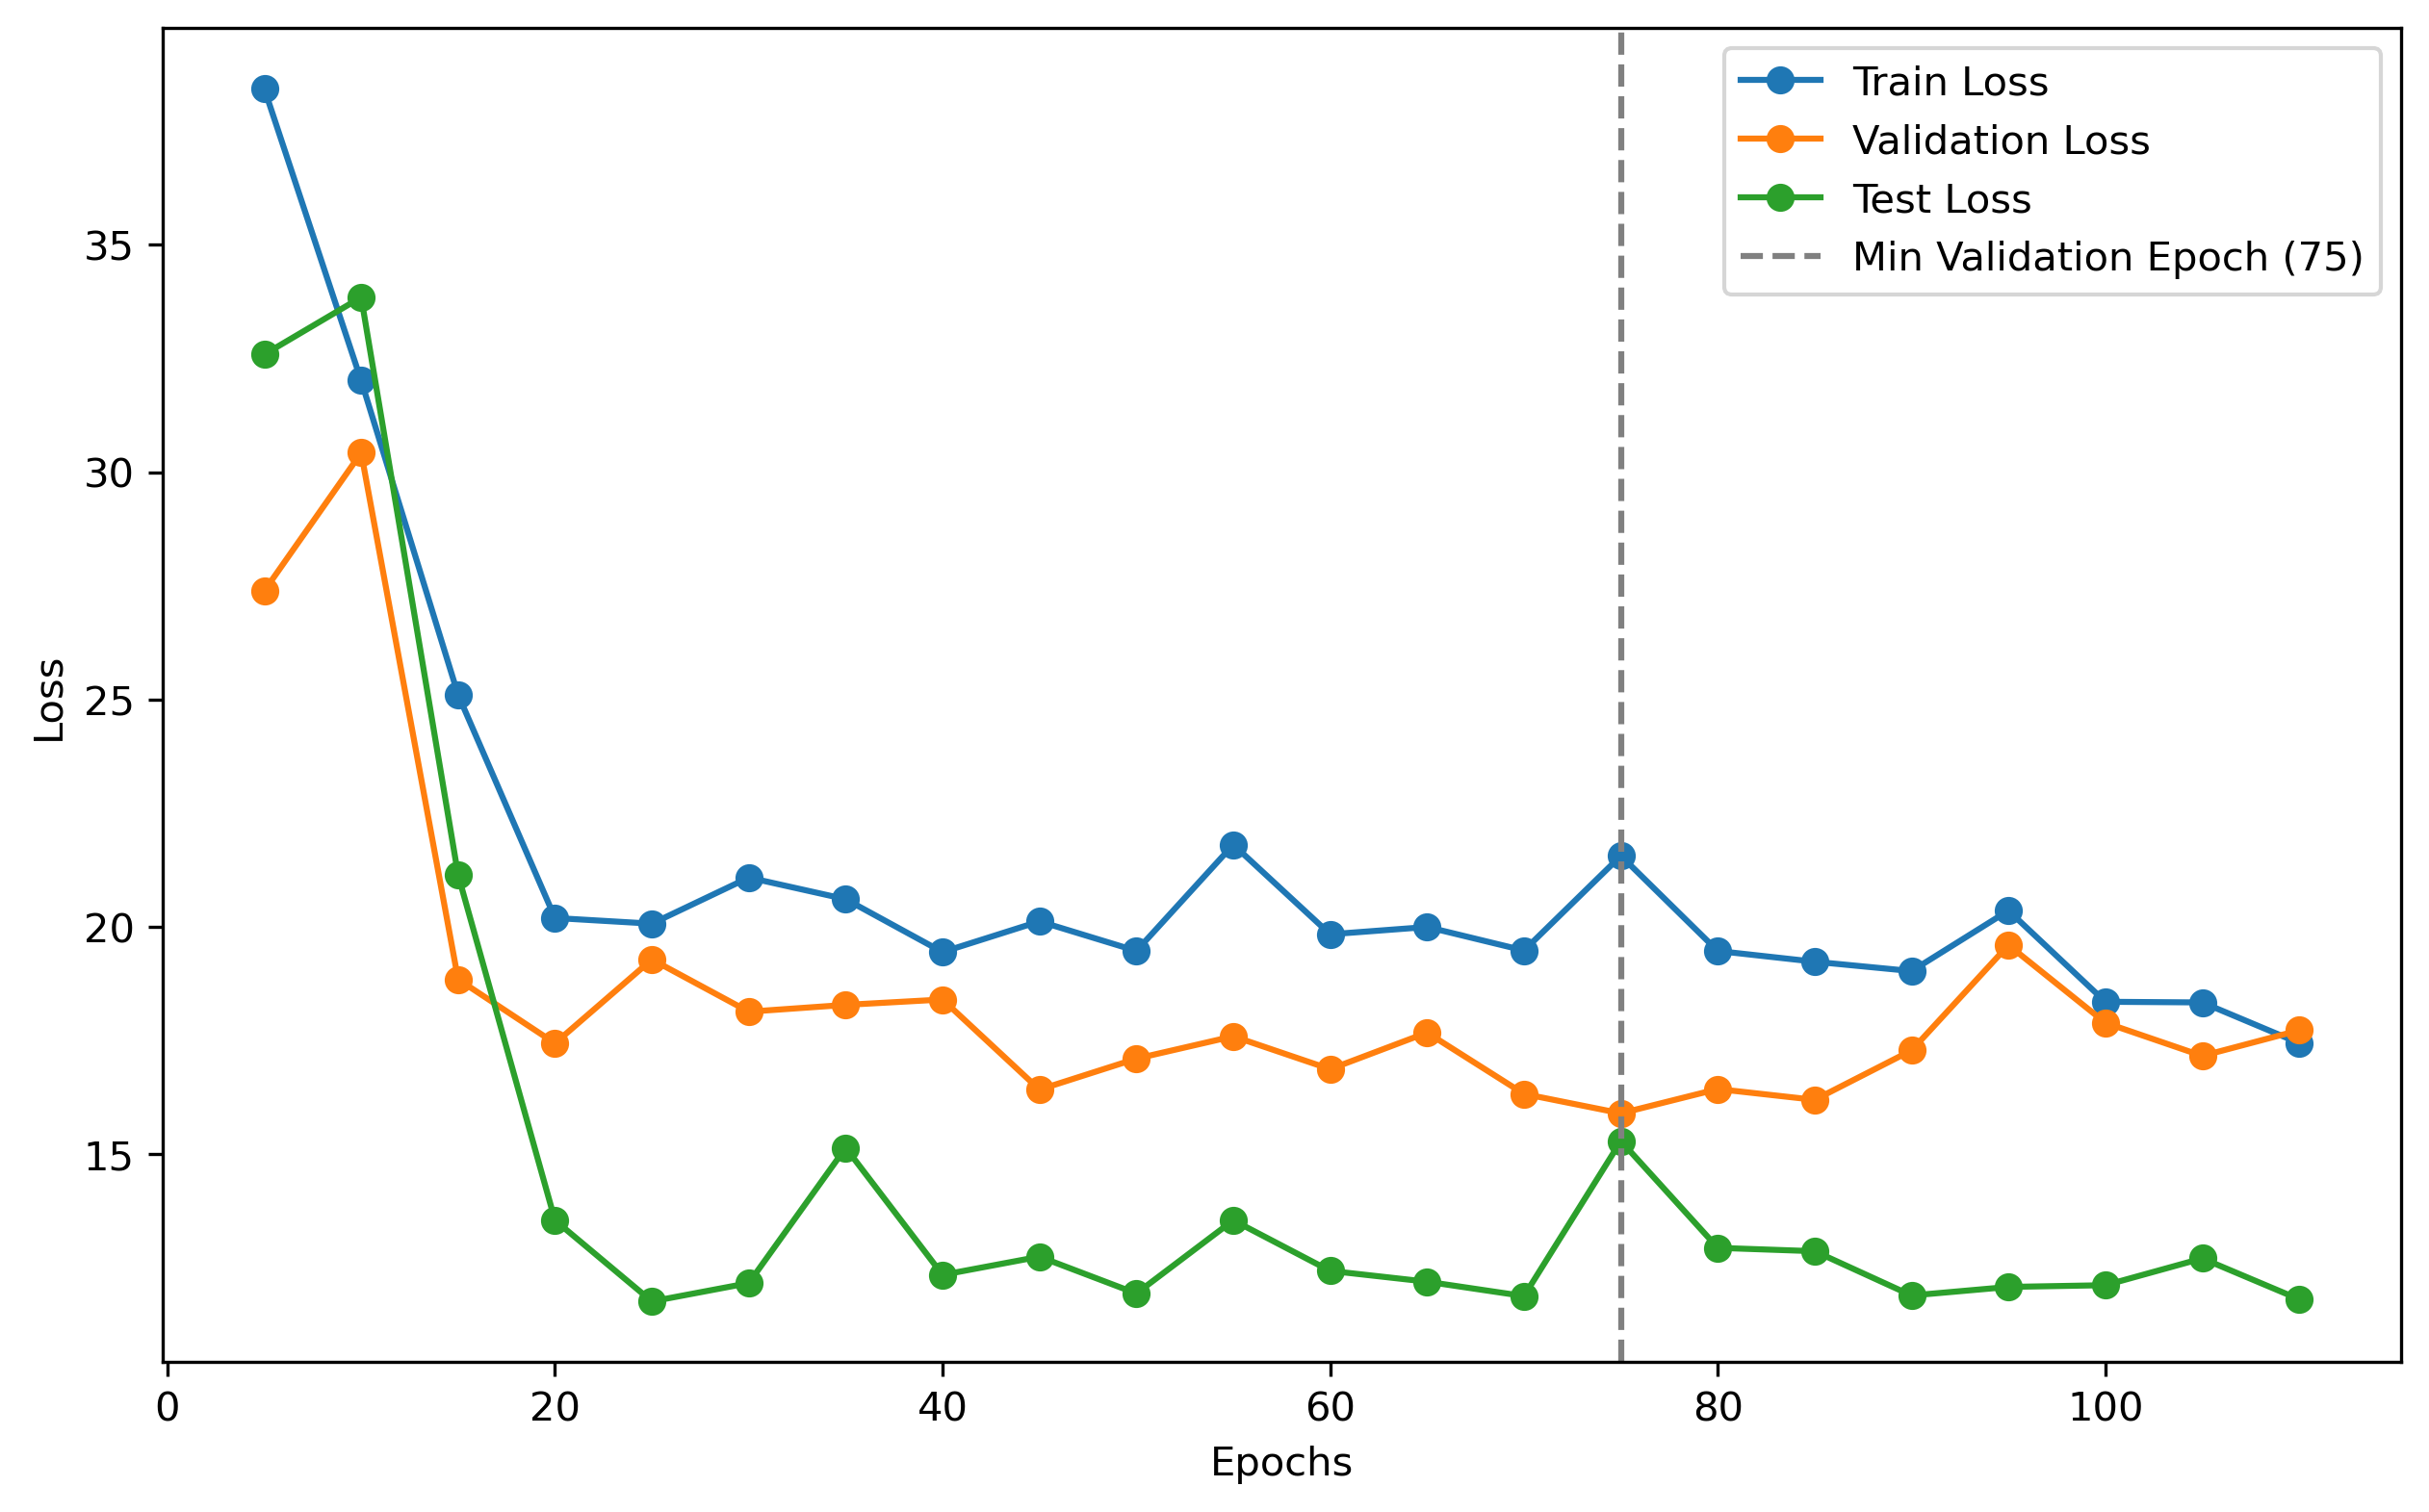 Train Loss
Validation Loss
Test Loss
Min Validation Epoch (75)
35
30
25
20
15
Loss
0 20 40 60 80 100
Epochs